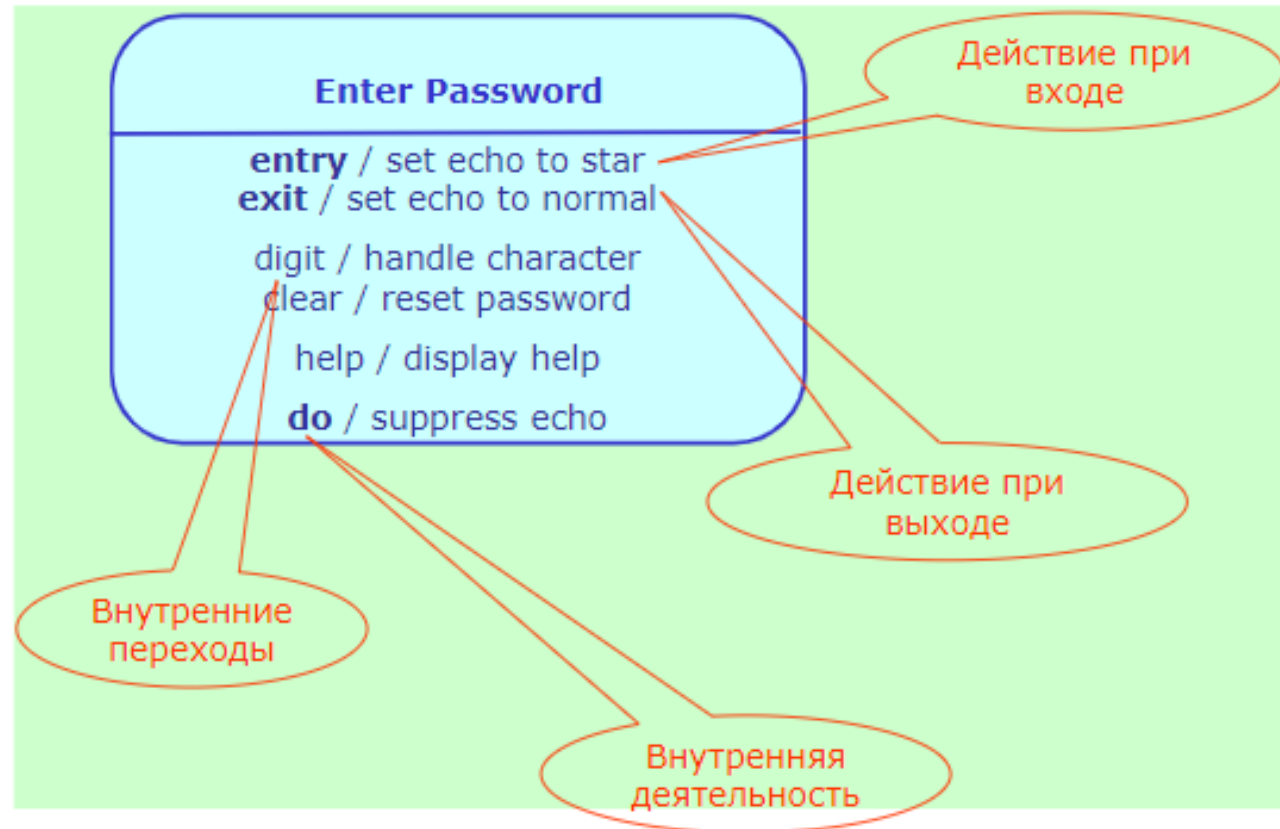 Enter Password
entry / set echo to star
exit / set echo to normal
digit / handle character
clear / reset password
help / display help
do / suppress echo
Действие при
входе
Действие при
выходе
Внутренние
переходы
Внутренняя
деятельность